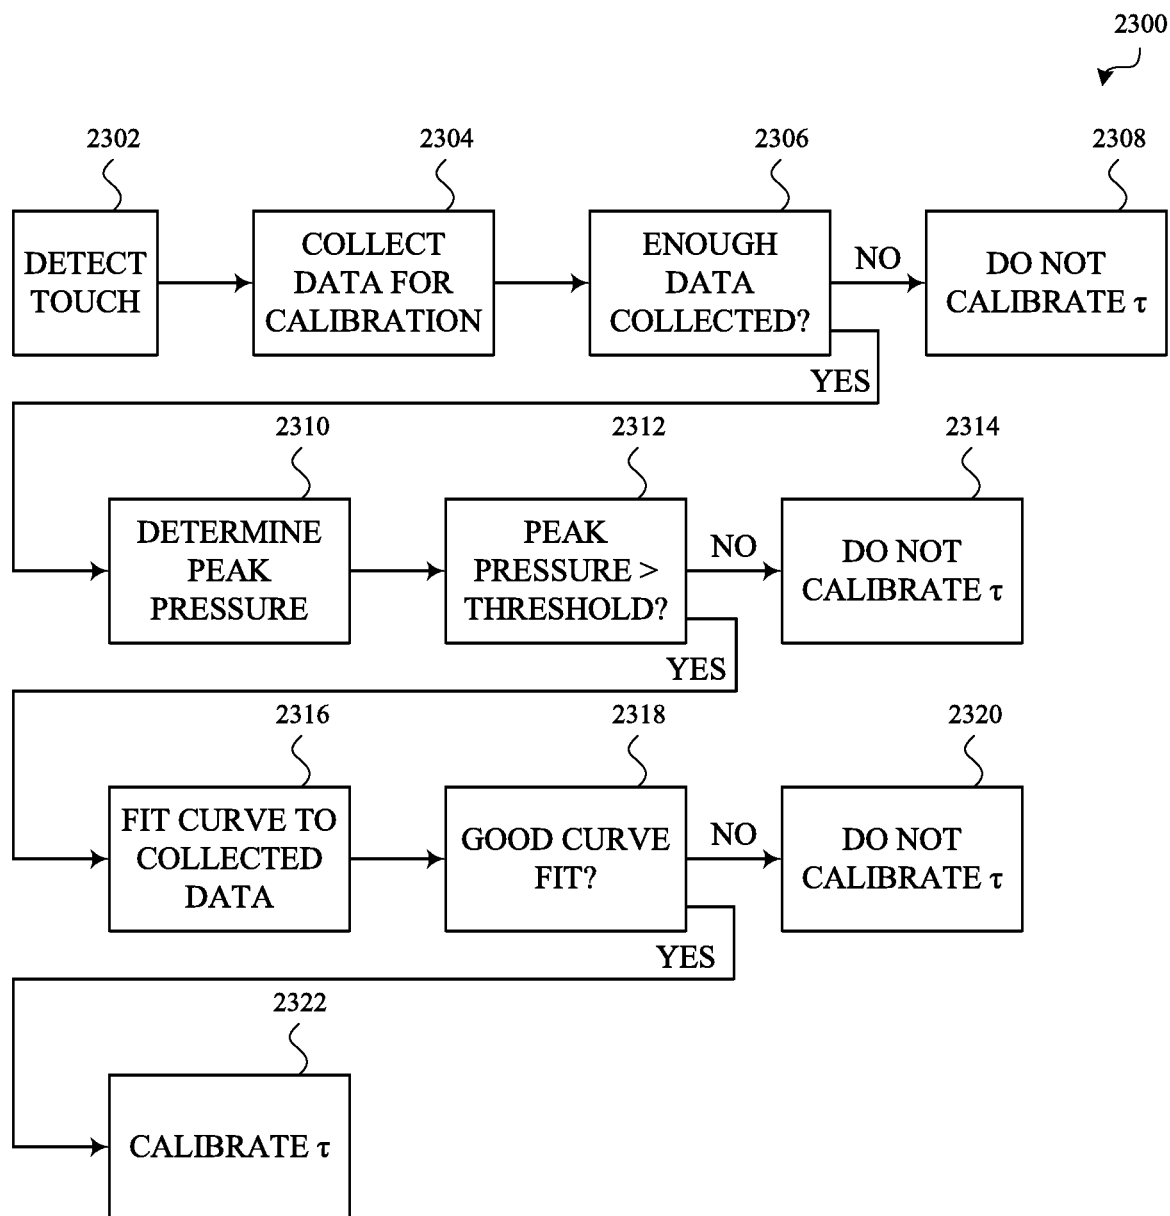 2300
2302
2304
2306
2308
DETECT
TOUCH
COLLECT
DATA FOR
CALIBRATION
ENOUGH
DATA
COLLECTED?
NO
DO NOT
CALIBRATE τ
YES
2310
2312
2314
DETERMINE
PEAK
PRESSURE
PEAK
PRESSURE >
THRESHOLD?
NO
DO NOT
CALIBRATE τ
YES
2316
2318
2320
FIT CURVE TO
COLLECTED
DATA
GOOD CURVE
FIT?
NO
DO NOT
CALIBRATE τ
YES
2322
CALIBRATE τ